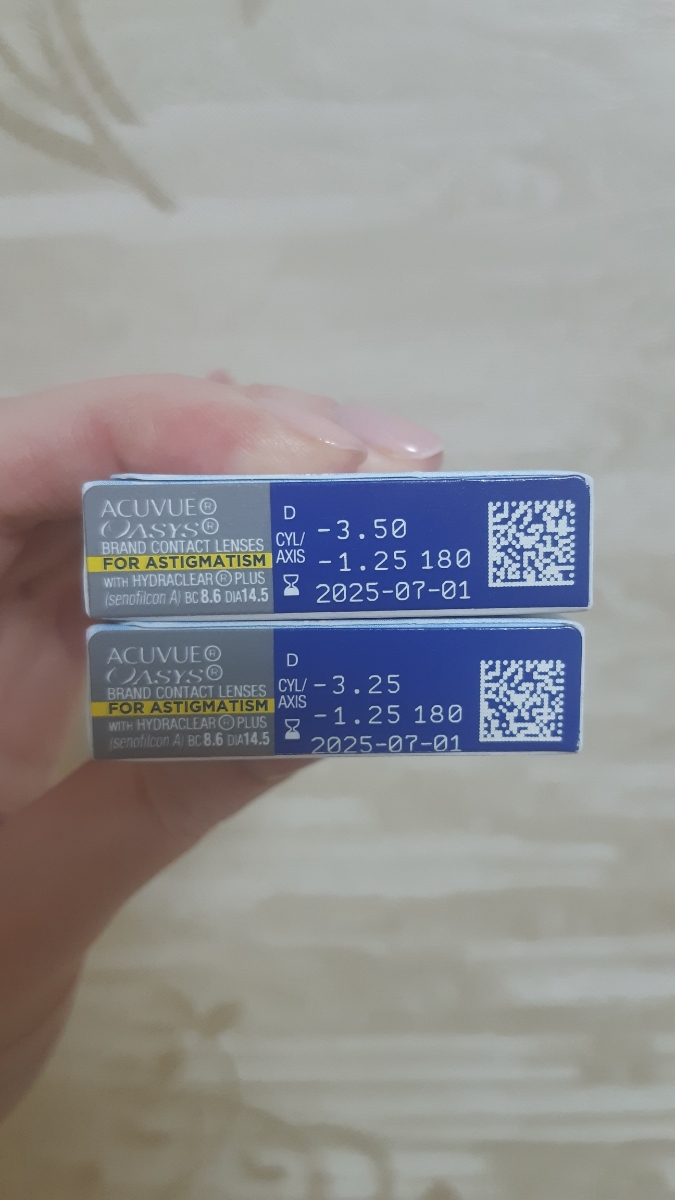 ACUVUE®
OASYS®
BRAND CONTACT LENSES
FOR ASTIGMATISM
WITH HYDRACLEAR® PLUS
(senofilcon A) BC 8.6 DIA 14.5
D -3.50
CYL/AXIS -1.25 180
2025-07-01
ACUVUE®
OASYS®
BRAND CONTACT LENSES
FOR ASTIGMATISM
WITH HYDRACLEAR® PLUS
(senofilcon A) BC 8.6 DIA 14.5
D -3.25
CYL/AXIS -1.25 180
2025-07-01